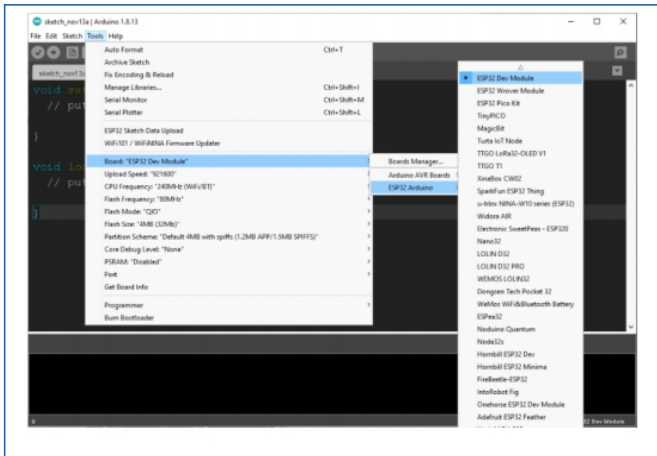 sketch_nov13a | Arduino 1.8.13
File Edit Sketch Tools Help
sketch_nov13a
void set
// put
}
void loo
// put
}
Auto Format Ctrl+T
Archive Sketch
Fix Encoding & Reload
Manage Libraries... Ctrl+Shift+I
Serial Monitor Ctrl+Shift+M
Serial Plotter Ctrl+Shift+L
ESP32 Sketch Data Upload
WiFi101 / WiFiNINA Firmware Updater
Board: "ESP32 Dev Module"
Upload Speed: "921600"
CPU Frequency: "240MHz (WiFi/BT)"
Flash Frequency: "80MHz"
Flash Mode: "QIO"
Flash Size: "4MB (32Mb)"
Partition Scheme: "Default 4MB with spiffs (1.2MB APP/1.5MB SPIFFS)"
Core Debug Level: "None"
PSRAM: "Disabled"
Port
Get Board Info
Programmer
Burn Bootloader
Boards Manager...
Arduino AVR Boards
ESP32 Arduino
ESP32 Dev Module
ESP32 Wrover Module
ESP32 Pico Kit
TinyPICO
MagicBit
Turta IoT Node
TTGO LoRa32-OLED V1
TTGO T1
XinaBox CW02
SparkFun ESP32 Thing
u-blox NINA-W10 series (ESP32)
Widora AIR
Electronic SweetPeas - ESP320
Nano32
LOLIN D32
LOLIN D32 PRO
WEMOS LOLIN32
Dongsen Tech Pocket 32
WeMos WiFi&Bluetooth Battery
ESPea32
Noduino Quantum
Node32s
Hornbill ESP32 Dev
Hornbill ESP32 Minima
FireBeetle-ESP32
IntoRobot Fig
Onehorse ESP32 Dev Module
Adafruit ESP32 Feather
9
32 Dev Module